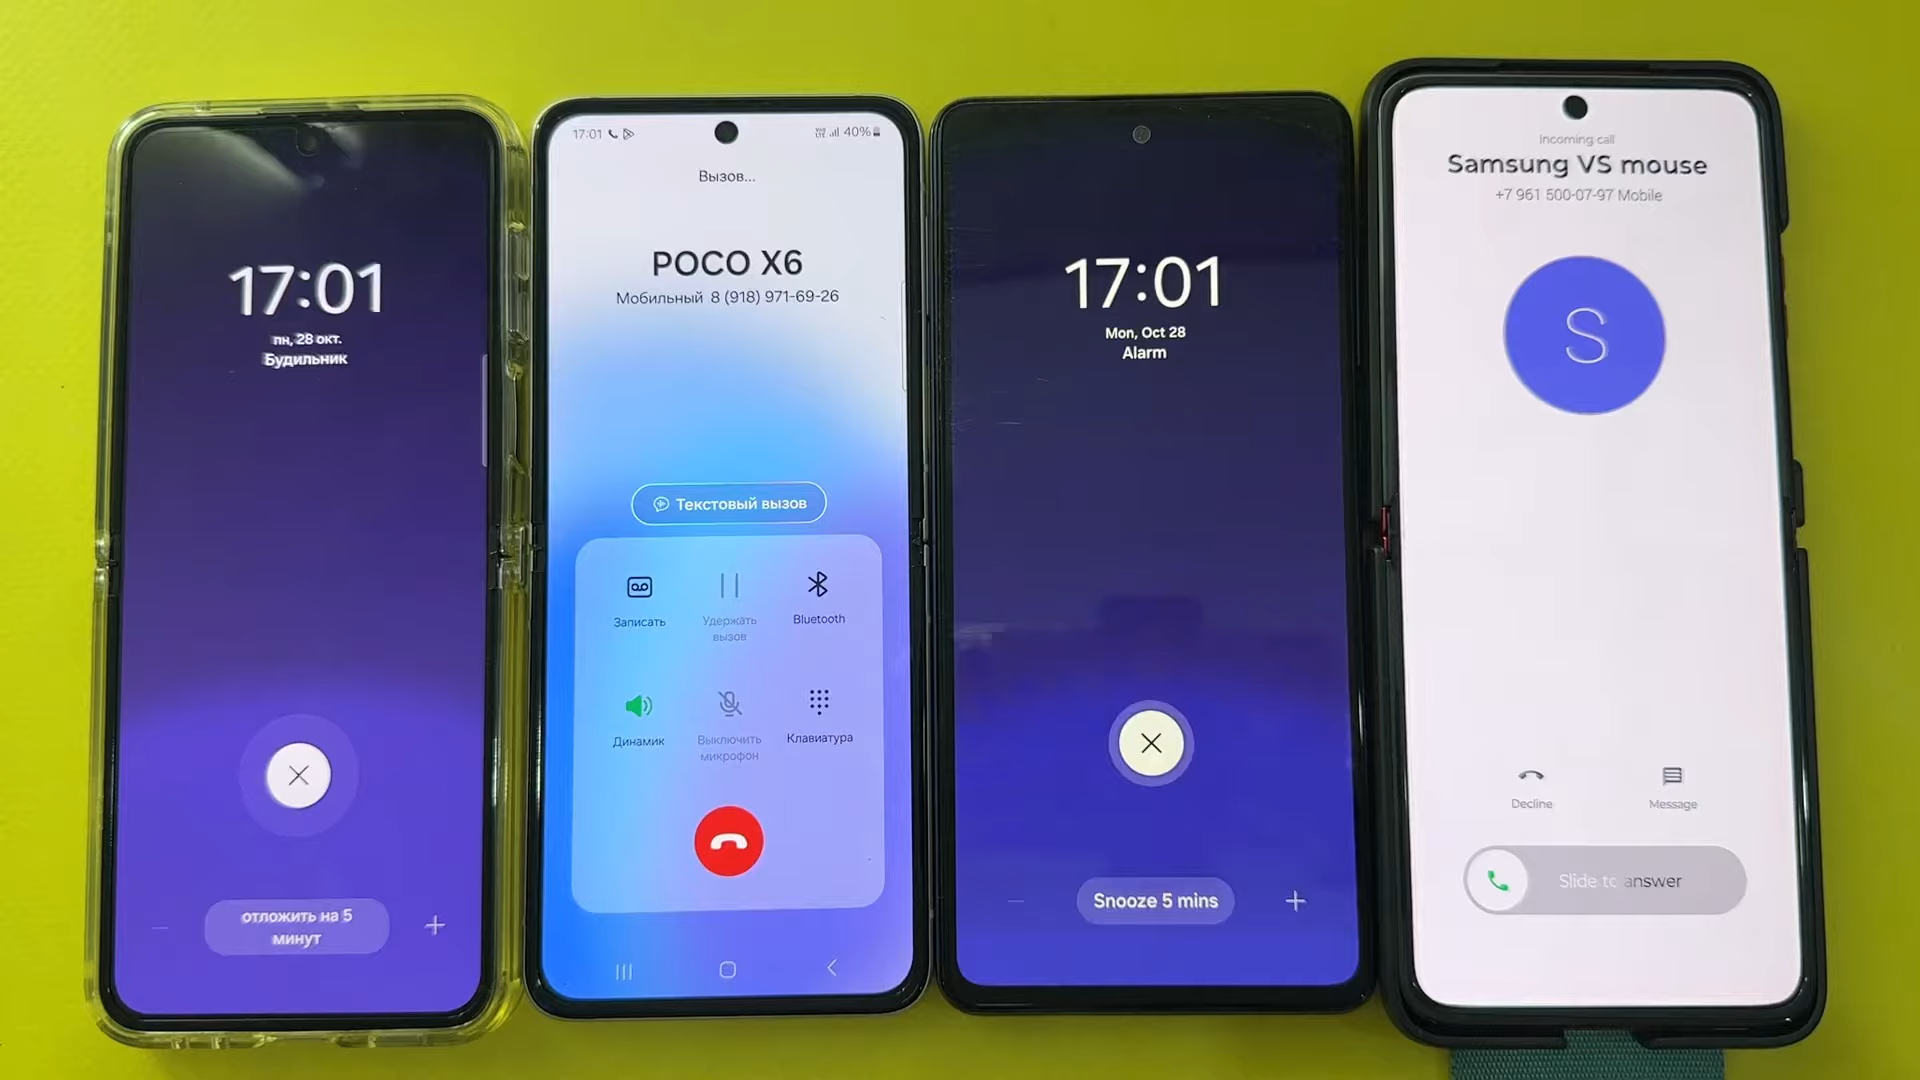 17:01
пн, 28 окт.
Будильник
отложить на 5
минут
17:01
40%
Вызов...
POCO X6
Мобильный 8 (918) 971-69-26
Текстовый вызов
Записать
Удержать
вызов
Bluetooth
Динамик
Выключить
микрофон
Клавиатура
17:01
Mon, Oct 28
Alarm
Snooze 5 mins
Incoming call
Samsung VS mouse
+7 961 500-07-97 Mobile
S
Decline
Message
Slide to answer